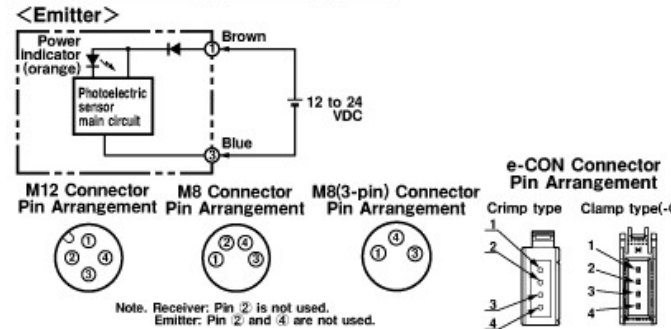 <Emitter>
Power
indicator
(orange)
① Brown
Photoelectric
sensor
main circuit
12 to 24
VDC
③ Blue
M12 Connector
Pin Arrangement
① ② ④ ③
M8 Connector
Pin Arrangement
② ④ ① ③
M8(3-pin) Connector
Pin Arrangement
④ ① ③
e-CON Connector
Pin Arrangement
Crimp type
1
2
3
4
Clamp type
1
2
3
4
Note. Receiver: Pin ② is not used.
Emitter: Pin ② and ④ are not used.